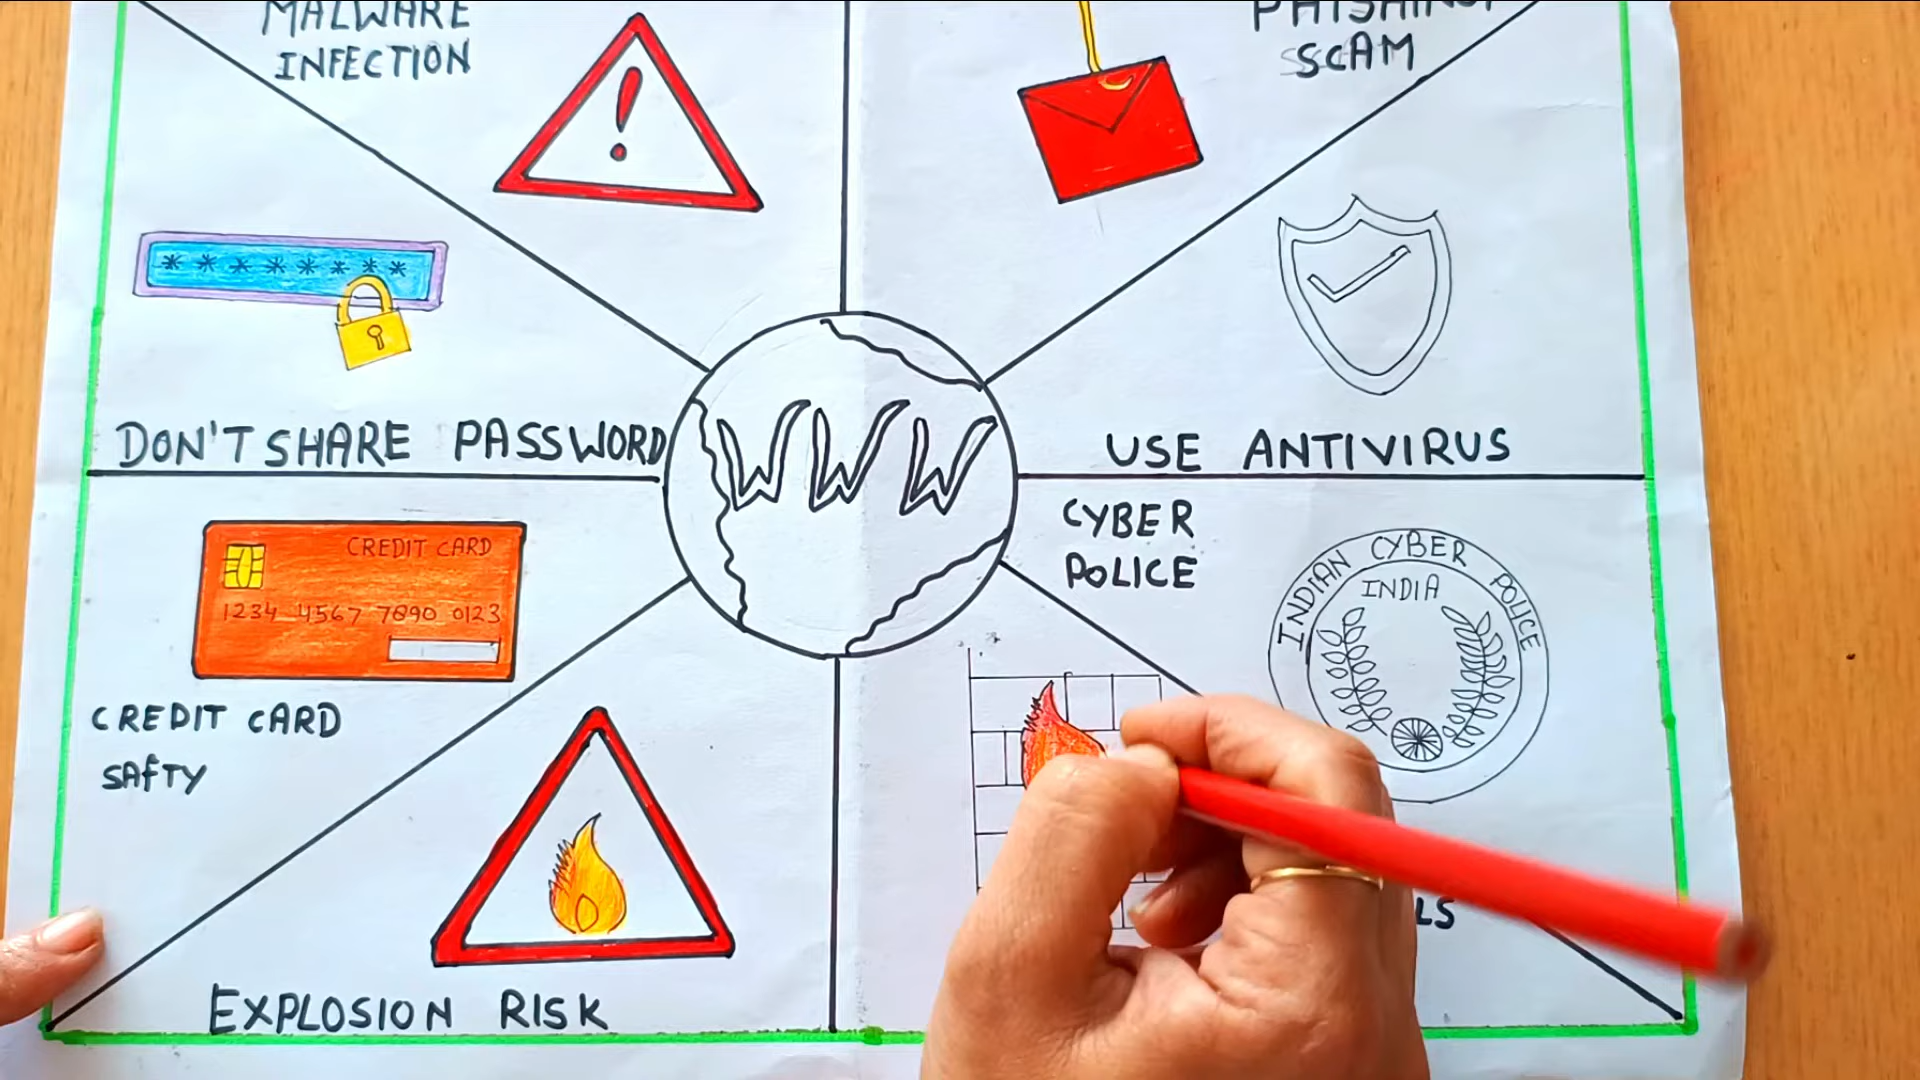 MALWARE
INFECTION
SCAM
********
DON'T SHARE PASSWORD
USE ANTIVIRUS
WWW
CYBER
POLICE
INDIAN CYBER POLICE
INDIA
CREDIT CARD
1234 4567 7890 0123
CREDIT CARD
SAfTY
EXPLOSION RISK